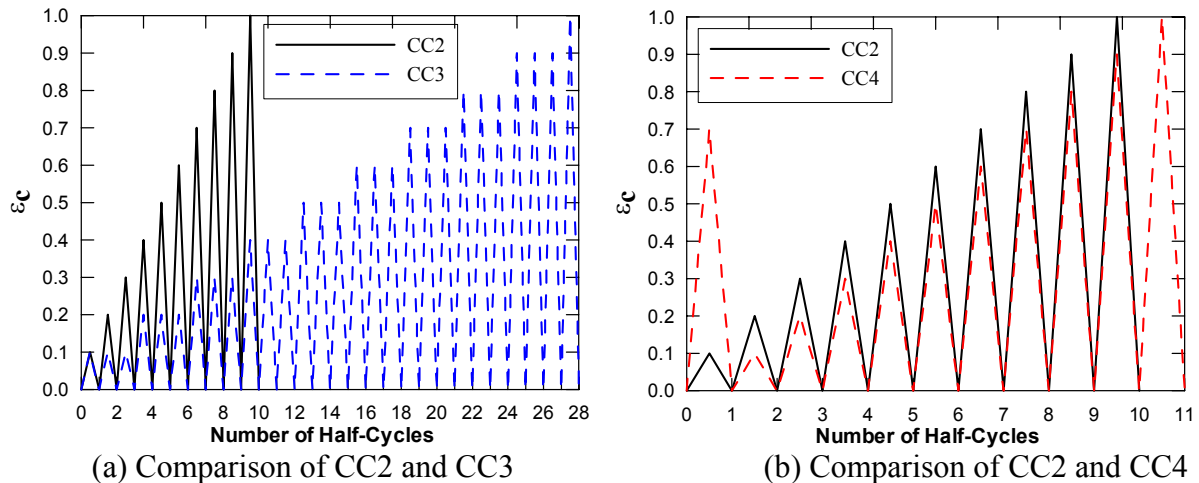 1.0
0.9
0.8
0.7
0.6
0.5
0.4
0.3
0.2
0.1
0.0
εc
CC2
CC3
0 2 4 6 8 10 12 14 16 18 20 22 24 26 28
Number of Half-Cycles
(a) Comparison of CC2 and CC3
1.0
0.9
0.8
0.7
0.6
0.5
0.4
0.3
0.2
0.1
0.0
εc
CC2
CC4
0 1 2 3 4 5 6 7 8 9 10 11
Number of Half-Cycles
(b) Comparison of CC2 and CC4